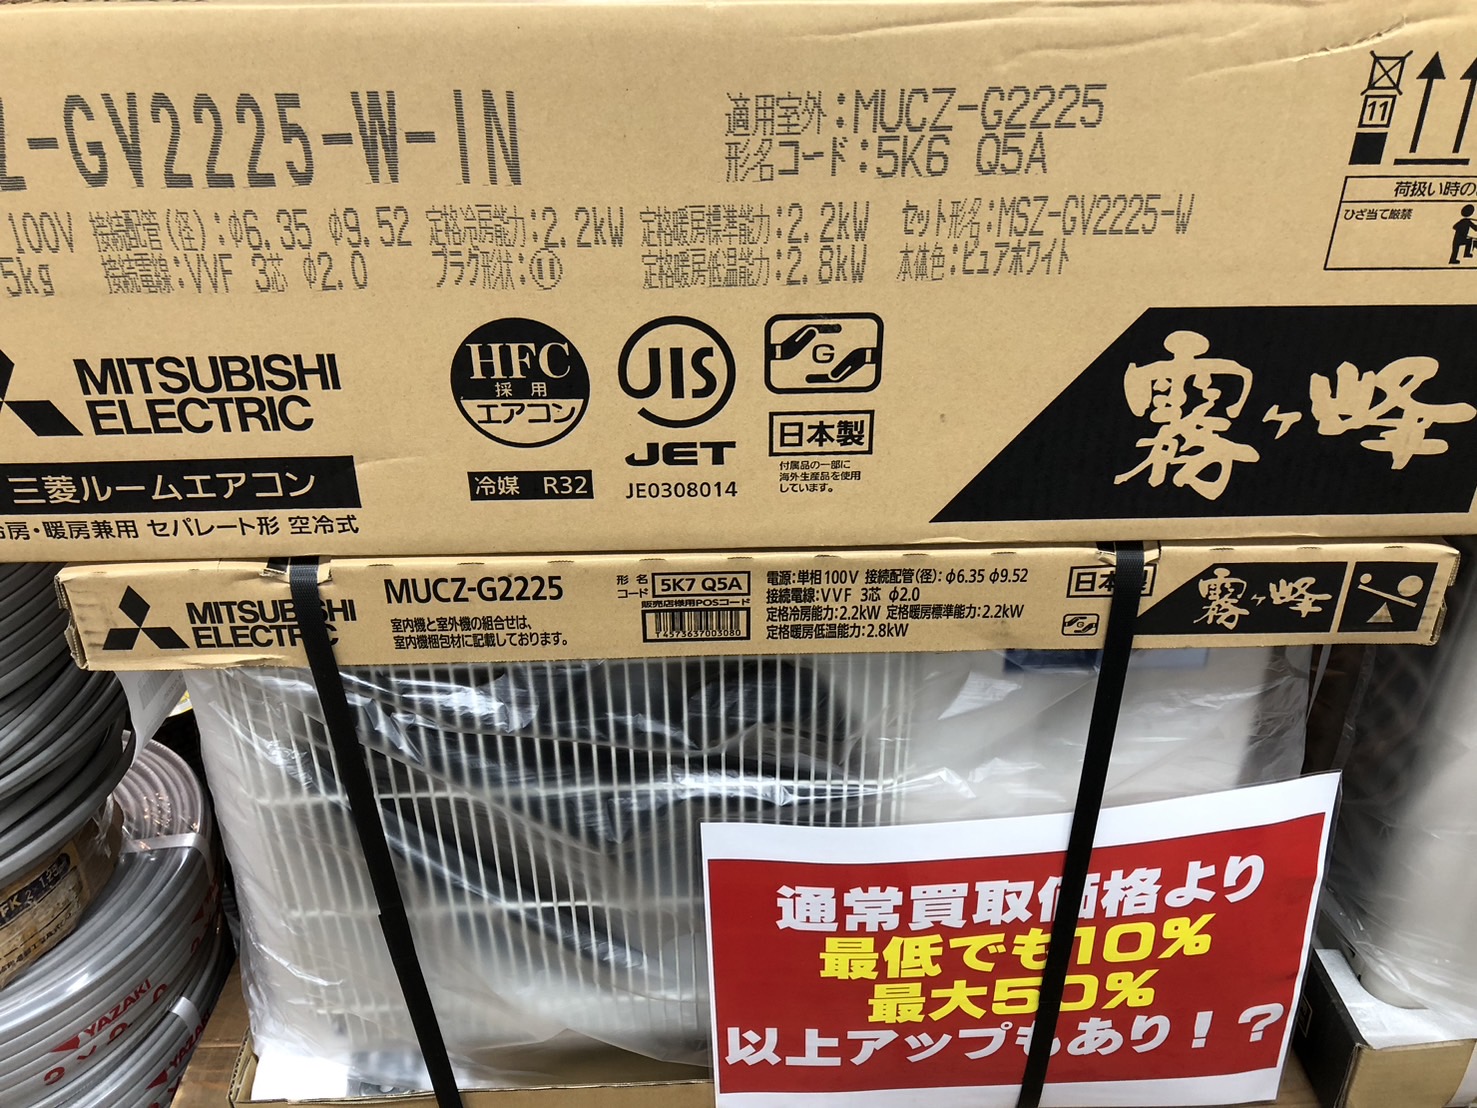 Z-GV2225-W-IN
適用室外:MUCZ-G2225
形名コード:5K6 Q5A
100V 接続配管(径):φ6.35 φ9.52 定格冷房能力:2.2kW 定格暖房標準能力:2.2kW セット形名:MSZ-GV2225-W
5kg 接続電線:VVF 3芯 φ2.0 プラグ形状:⑪ 定格暖房低温能力:2.8kW 本体色:ピュアホワイト
11
荷扱い時の
ひざ当て厳禁
MITSUBISHI
ELECTRIC
三菱ルームエアコン
房・暖房兼用 セパレート形 空冷式
HFC
採用
エアコン
冷媒 R32
JIS
JET
JE0308014
G
日本製
付属品の一部に
海外生産品を使用
しています。
霧ヶ峰
MITSUBISHI
ELECTRIC
MUCZ-G2225
室内機と室外機の組合せは、
室内機梱包材に記載しております。
形名
コード
5K7 Q5A
販売店様用POSコード
T4573637003080
電源:単相100V 接続配管(径):φ6.35 φ9.52
接続電線:VVF 3芯 φ2.0
定格冷房能力:2.2kW 定格暖房標準能力:2.2kW
定格暖房低温能力:2.8kW
日本
G
霧ヶ峰
通常買取価格より
最低でも10%
最大50%
以上アップもあり!?
YAZAKI
YAZAKI